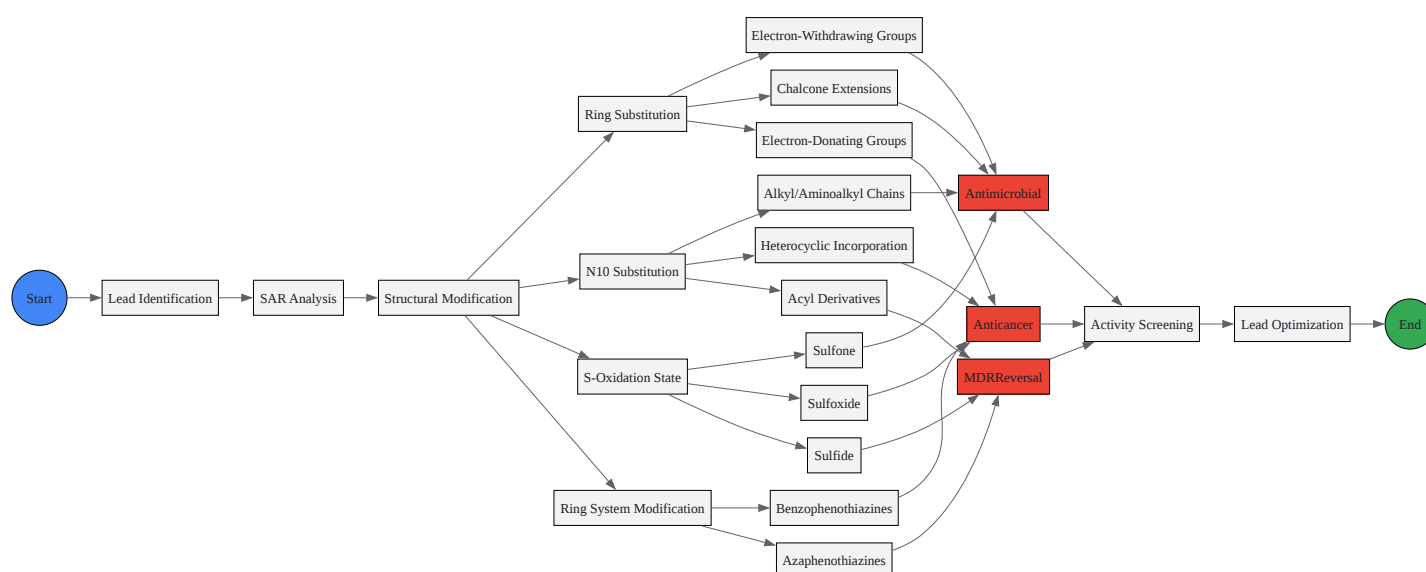 Start
Lead Identification
SAR Analysis
Structural Modification
Ring Substitution
N10 Substitution
S-Oxidation State
Ring System Modification
Electron-Withdrawing Groups
Chalcone Extensions
Electron-Donating Groups
Alkyl/Aminoalkyl Chains
Heterocyclic Incorporation
Acyl Derivatives
Sulfone
Sulfoxide
Sulfide
Benzophenothiazines
Azaphenothiazines
Antimicrobial
Anticancer
MDRReversal
Activity Screening
Lead Optimization
End